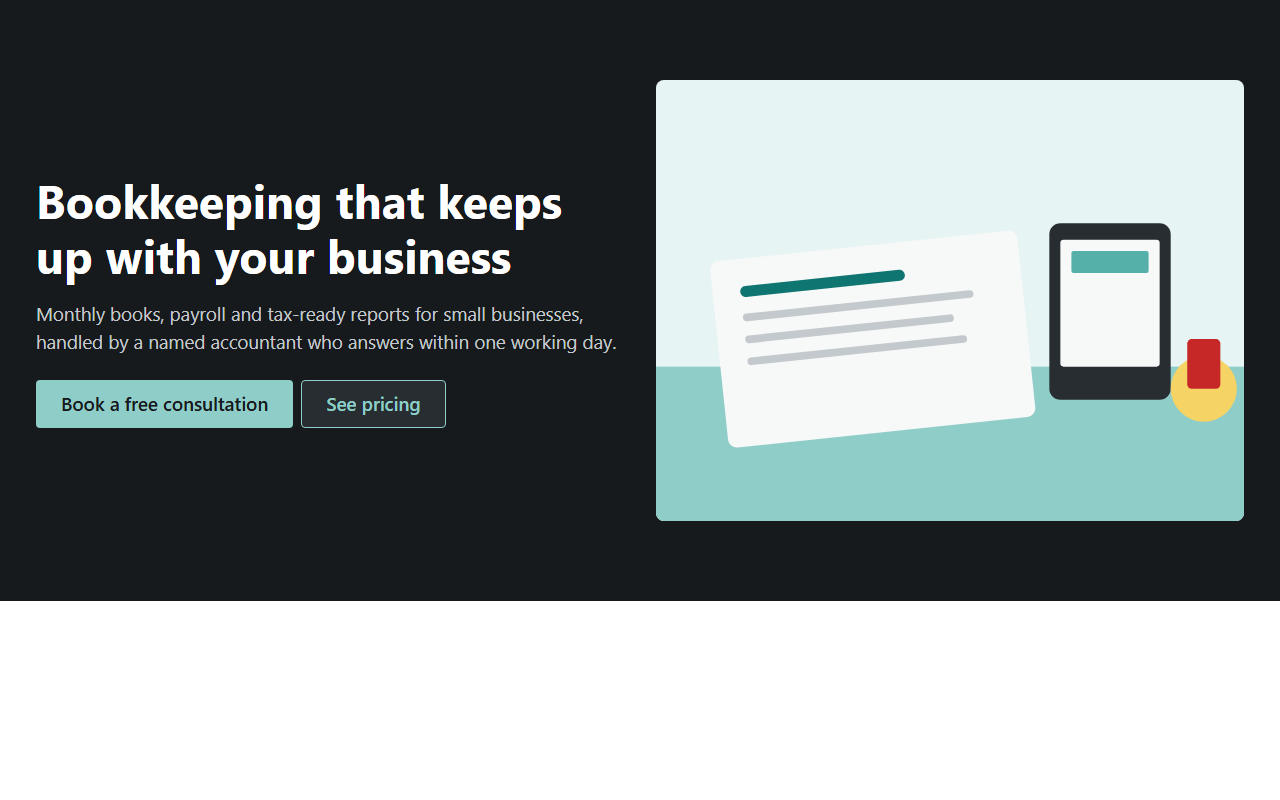 Bookkeeping that keeps
up with your business
Monthly books, payroll and tax-ready reports for small businesses,
handled by a named accountant who answers within one working day.
Book a free consultation
See pricing